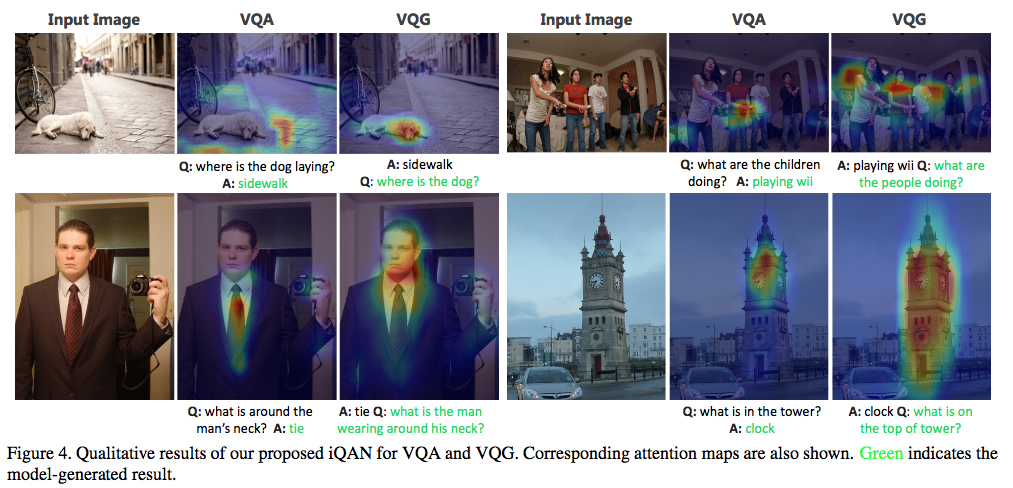 Input Image VQA VQG Input Image VQA VQG
Q: where is the dog laying?
A: sidewalk
A: sidewalk
Q: where is the dog?
Q: what are the children
doing? A: playing wii
A: playing wii Q: what are
the people doing?
Q: what is around the
man's neck? A: tie
A: tie Q: what is the man
wearing around his neck?
Q: what is in the tower?
A: clock
A: clock Q: what is on
the top of tower?
Figure 4. Qualitative results of our proposed iQAN for VQA and VQG. Corresponding attention maps are also shown. Green indicates the
model-generated result.